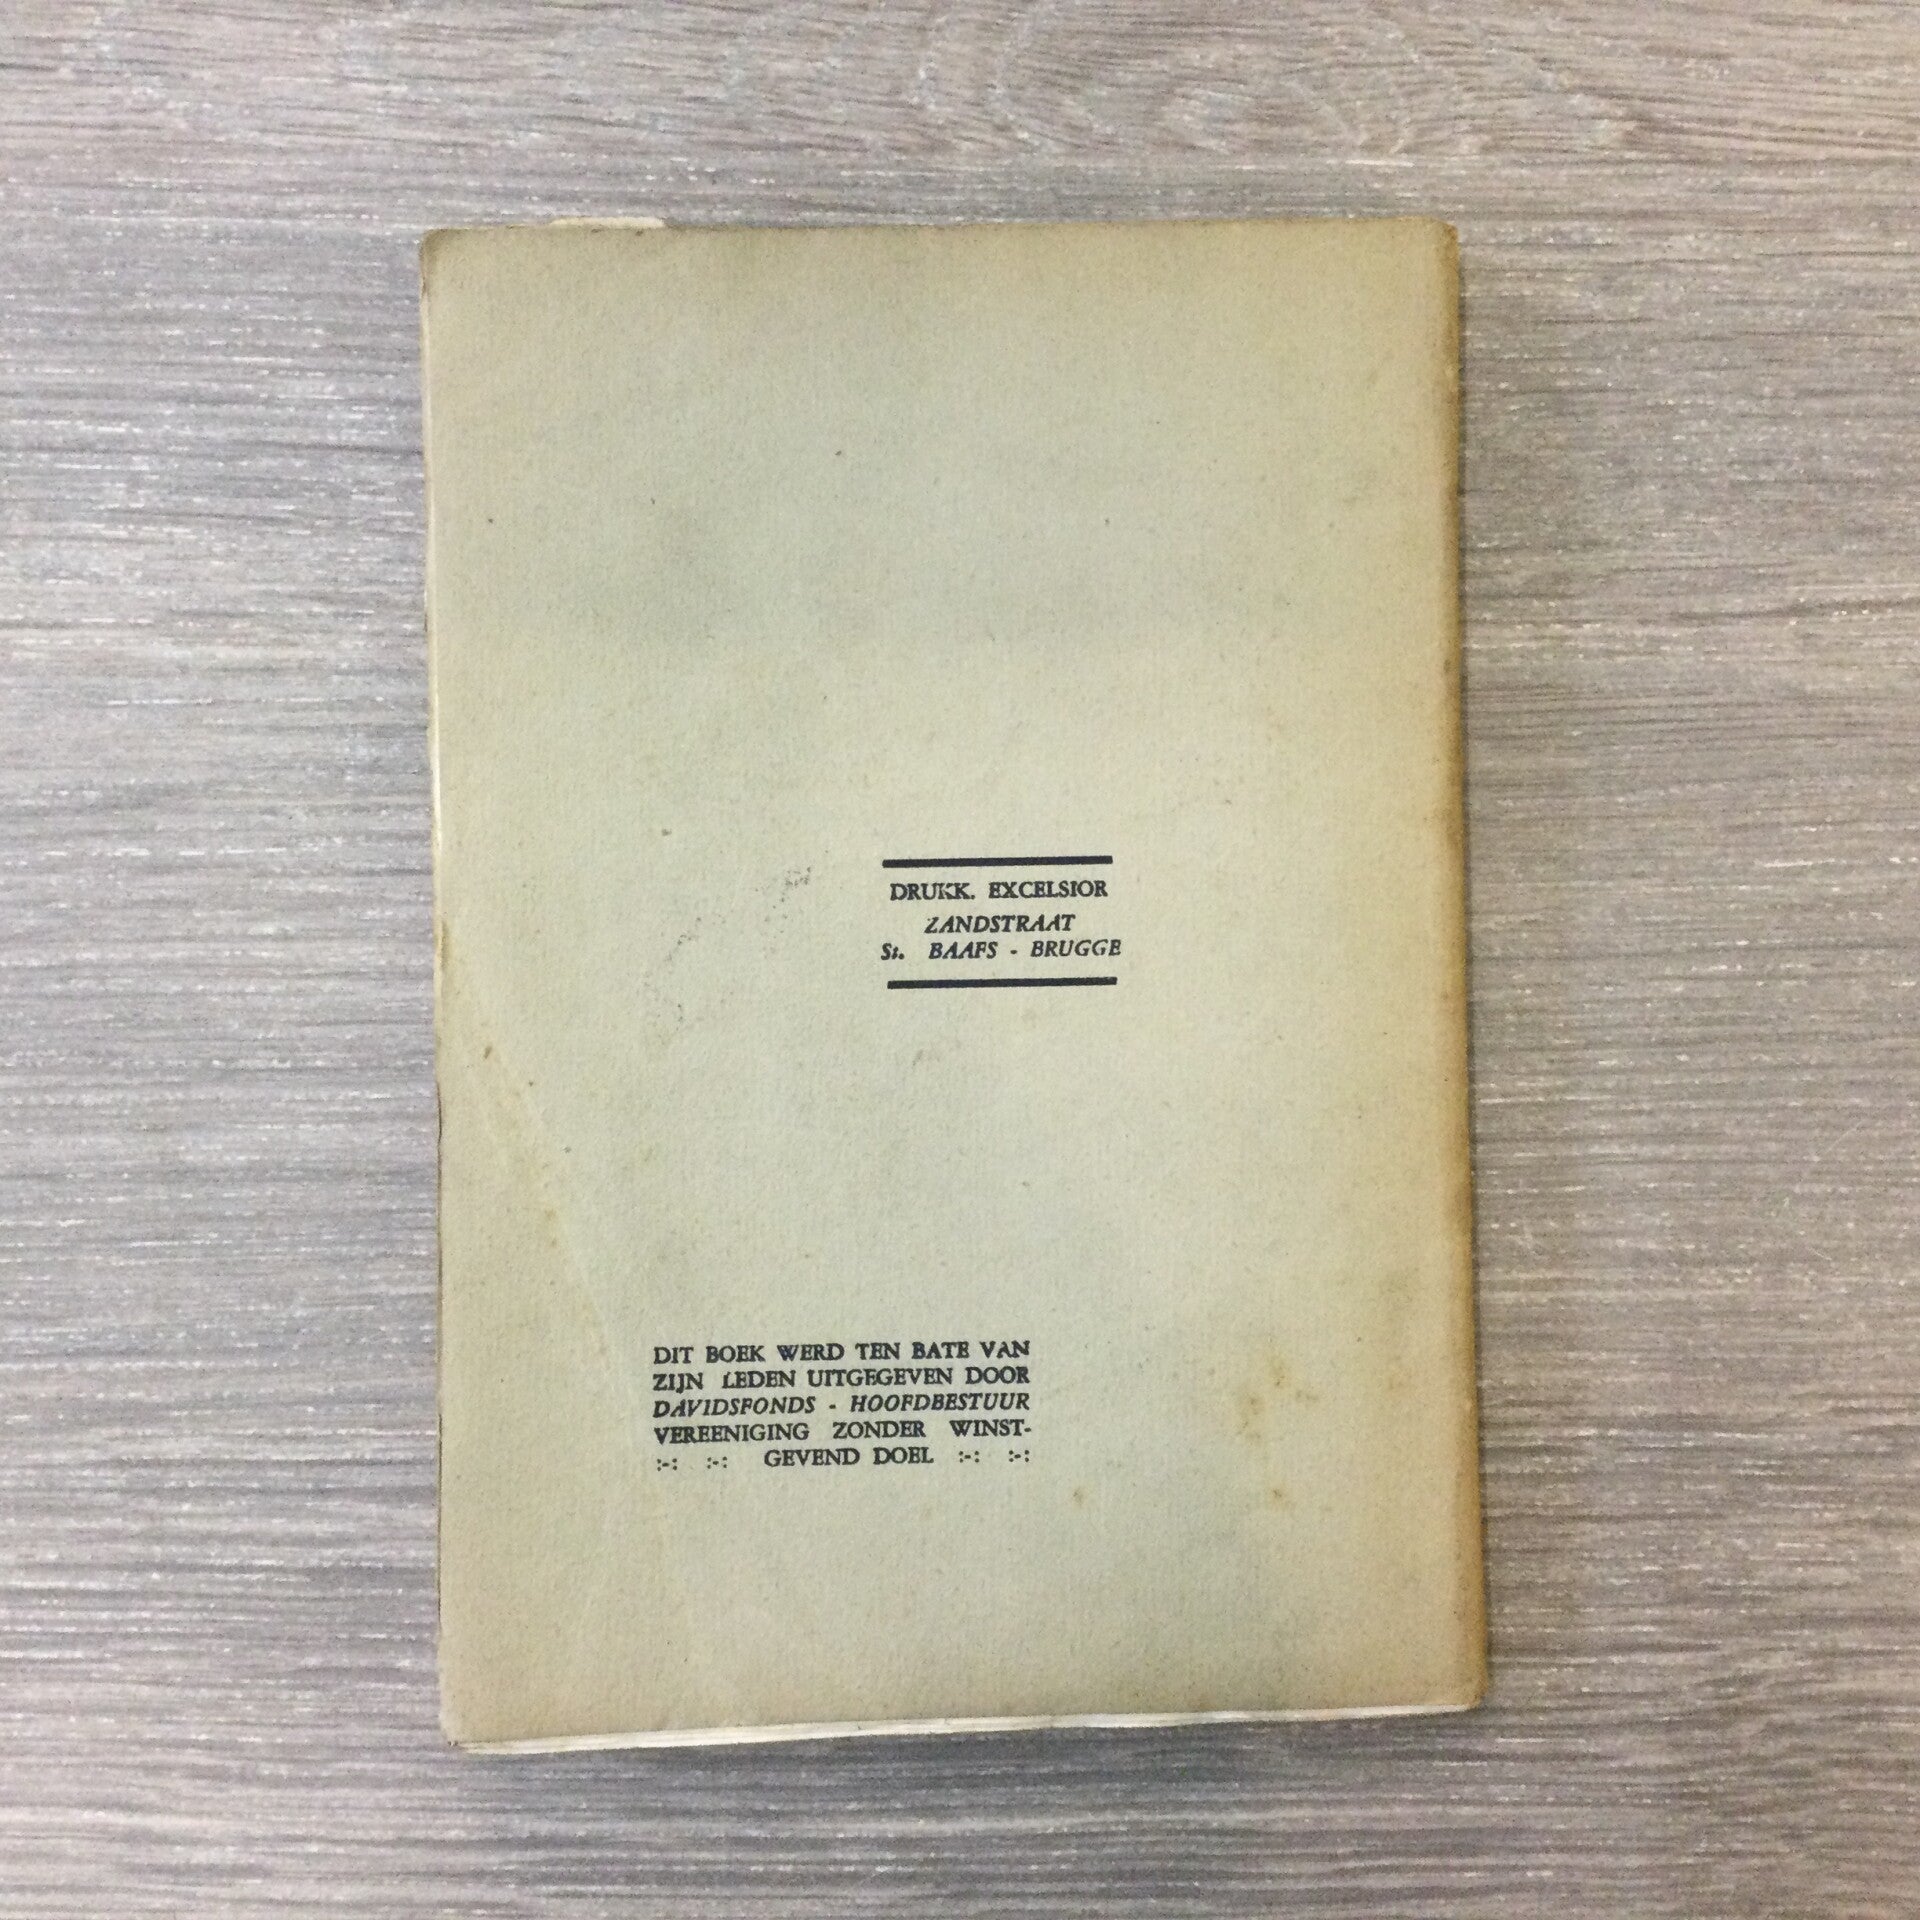 DRUKK. EXCELSIOR
ZANDSTRAAT
St. BAAFS - BRUGGE
DIT BOEK WERD TEN BATE VAN
ZIJN LEDEN UITGEGEVEN DOOR
DAVIDSFONDS - HOOFDBESTUUR
VEREENIGING ZONDER WINST-
:-: :-: GEVEND DOEL :-: :-: